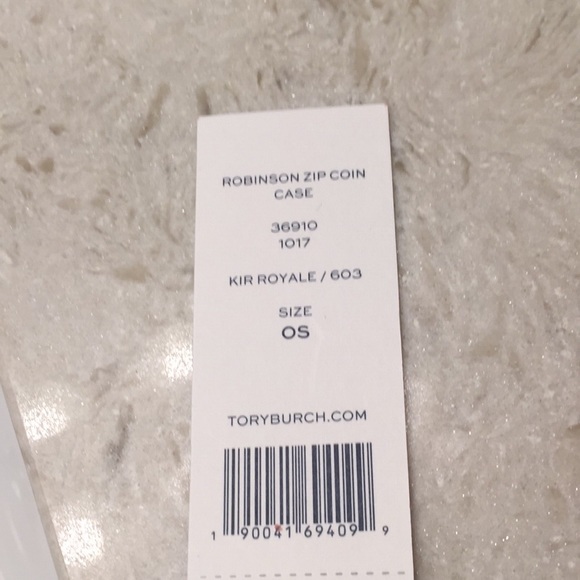 ROBINSON ZIP COIN
CASE
36910
1017
KIR ROYALE / 603
SIZE
OS
TORYBURCH.COM
1 90041 69409 9